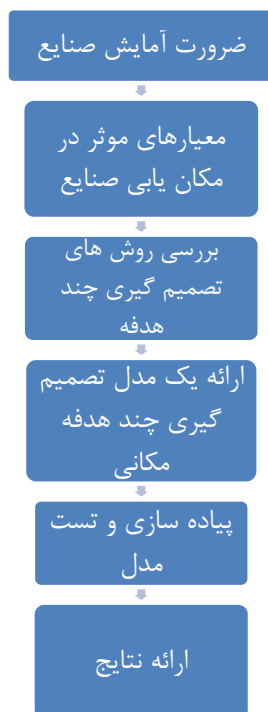 ضرورت آمایش صنایع
معیارهای موثر در
مکان یابی صنایع
بررسی روش های
تصمیم گیری چند
هدفه
ارائه یک مدل تصمیم
گیری چند هدفه
مکانی
پیاده سازی و تست
مدل
ارائه نتایج